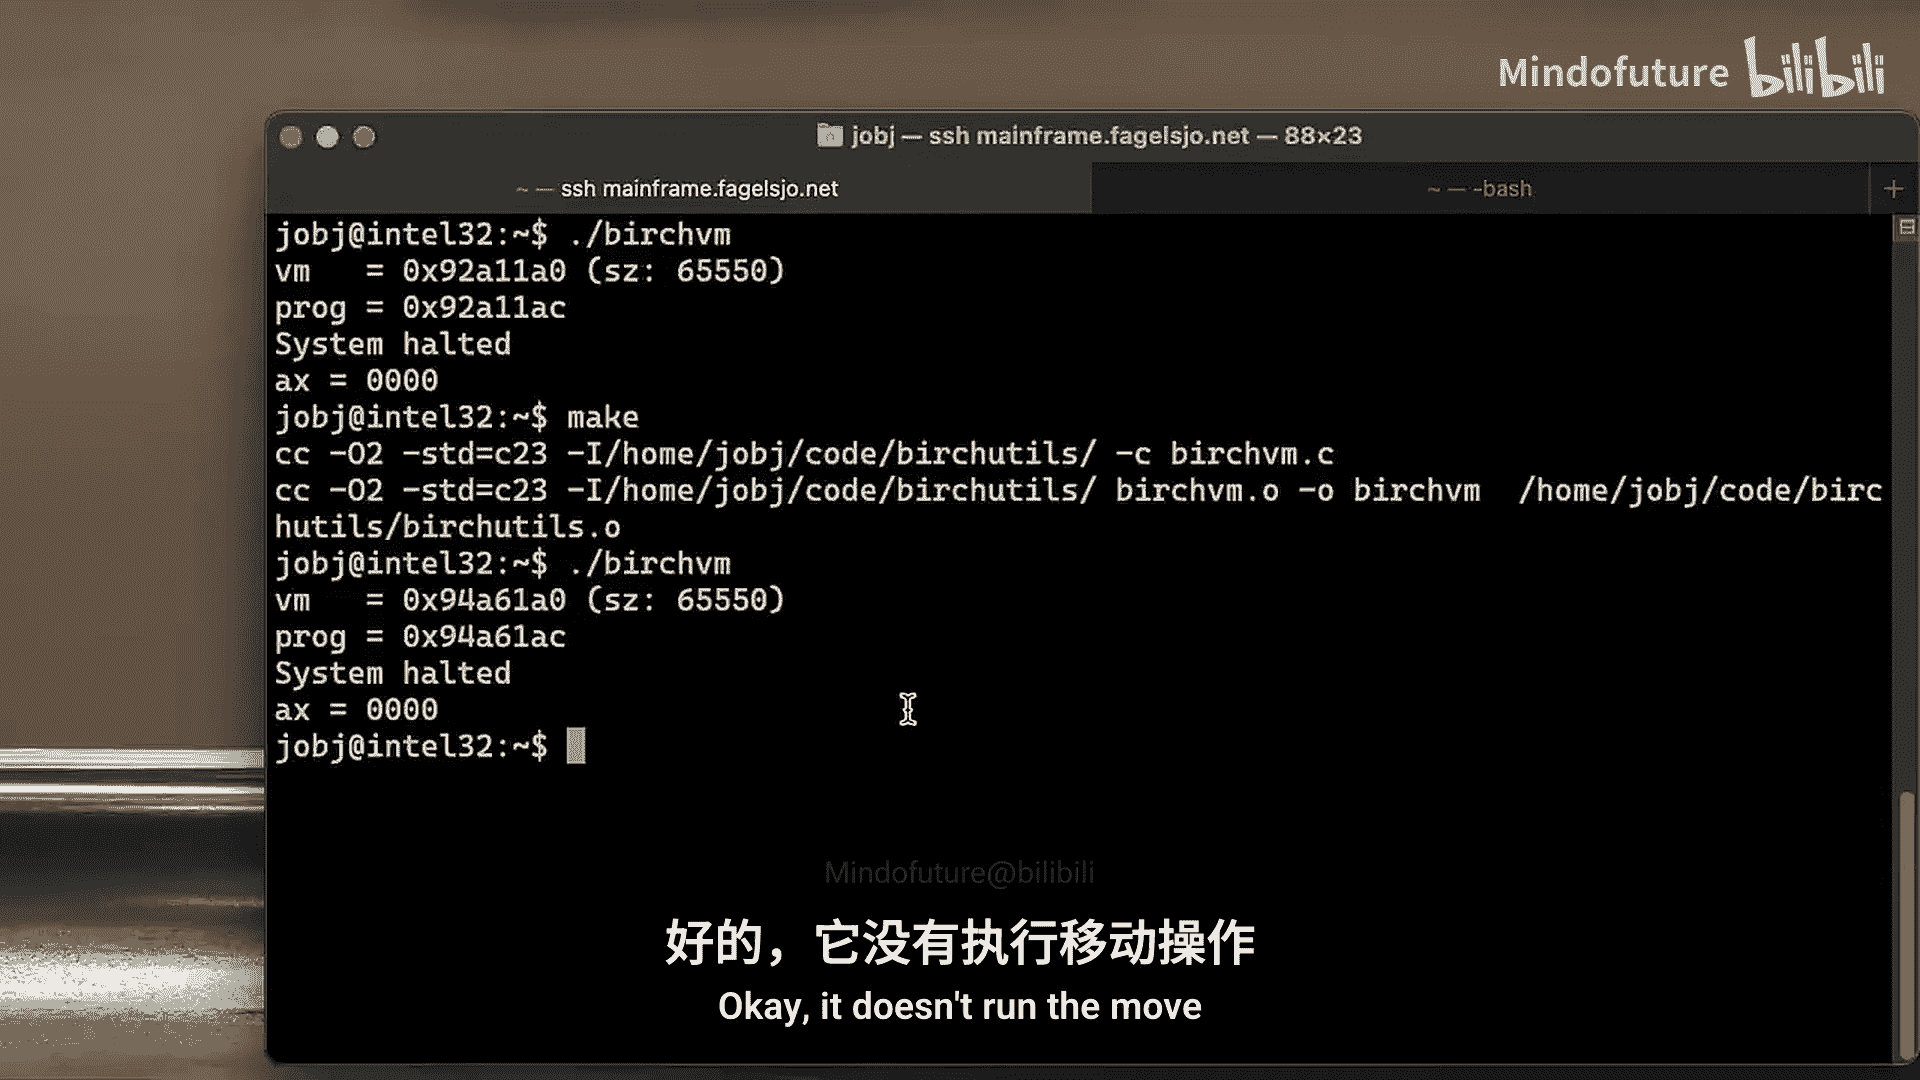 Mindofuture bilibili
jobj — ssh mainframe.fagelsjo.net — 88×23
~ — ssh mainframe.fagelsjo.net
~ — -bash
+
jobj@intel32:~$ ./birchvm
vm   = 0x92a11a0 (sz: 65550)
prog = 0x92a11ac
System halted
ax = 0000
jobj@intel32:~$ make
cc -O2 -std=c23 -I/home/jobj/code/birchutils/ -c birchvm.c
cc -O2 -std=c23 -I/home/jobj/code/birchutils/ birchvm.o -o birchvm  /home/jobj/code/birc
hutils/birchutils.o
jobj@intel32:~$ ./birchvm
vm   = 0x94a61a0 (sz: 65550)
prog = 0x94a61ac
System halted
ax = 0000
jobj@intel32:~$
Mindofuture@bilibili
好的，它没有执行移动操作
Okay, it doesn't run the move